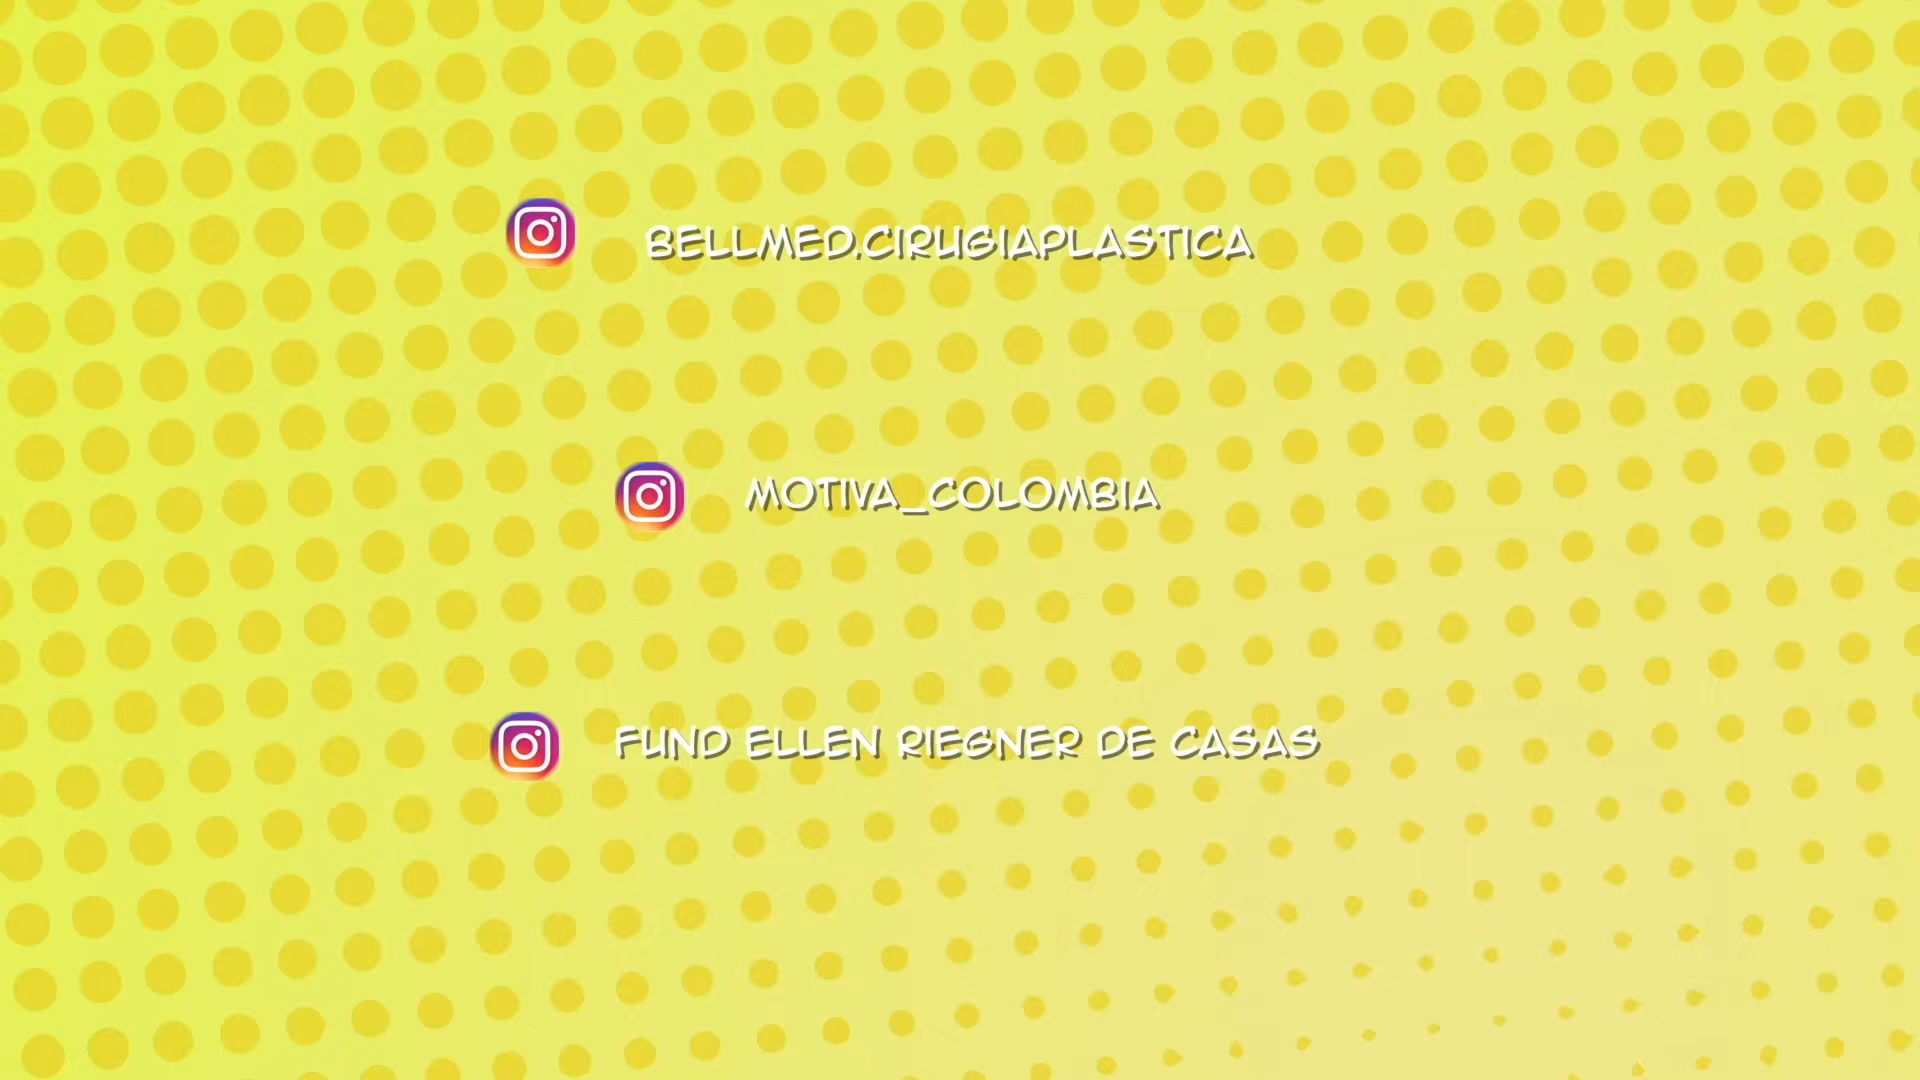 BELLMED.CIRUGIAPLASTICA
MOTIVA_COLOMBIA
FUND ELLEN RIEGNER DE CASAS